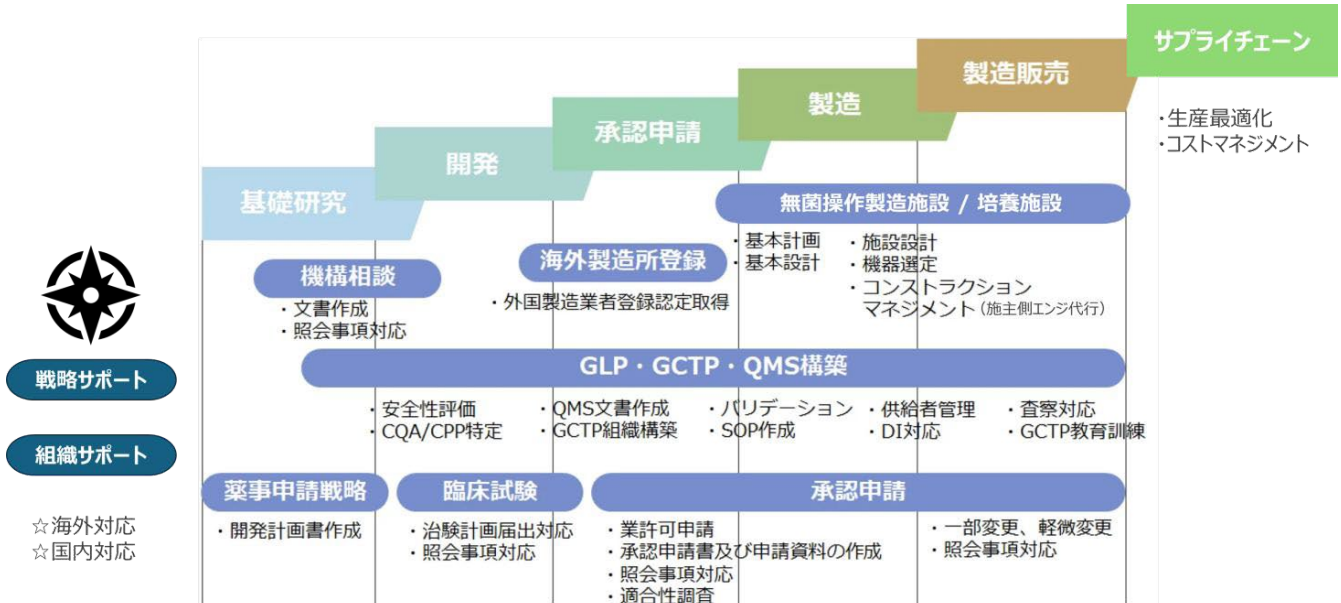 サプライチェーン
・生産最適化
・コストマネジメント
製造販売
製造
承認申請
開発
基礎研究
無菌操作製造施設 / 培養施設
・基本計画
・基本設計
・施設設計
・機器選定
・コンストラクション
マネジメント（施主側エンジ代行）
海外製造所登録
・外国製造業者登録認定取得
機構相談
・文書作成
・照会事項対応
戦略サポート
組織サポート
☆海外対応
☆国内対応
GLP・GCTP・QMS構築
・安全性評価
・CQA/CPP特定
・QMS文書作成
・GCTP組織構築
・バリデーション
・SOP作成
・供給者管理
・DI対応
・査察対応
・GCTP教育訓練
薬事申請戦略
・開発計画書作成
臨床試験
・治験計画届出対応
・照会事項対応
承認申請
・業許可申請
・承認申請書及び申請資料の作成
・照会事項対応
・適合性調査
・一部変更、軽微変更
・照会事項対応